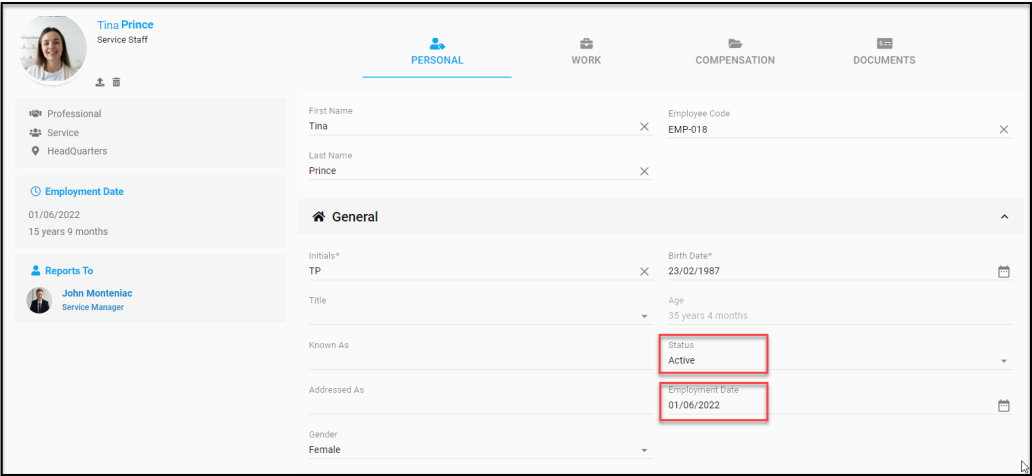 Tina Prince
Service Staff
PERSONAL
WORK
COMPENSATION
DOCUMENTS
Professional
Service
HeadQuarters
Employment Date
01/06/2022
15 years 9 months
Reports To
John Monteniac
Service Manager
First Name
Tina
Employee Code
EMP-018
Last Name
Prince
General
Initials*
TP
Birth Date*
23/02/1987
Title
Age
35 years 4 months
Known As
Status
Active
Addressed As
Employment Date
01/06/2022
Gender
Female